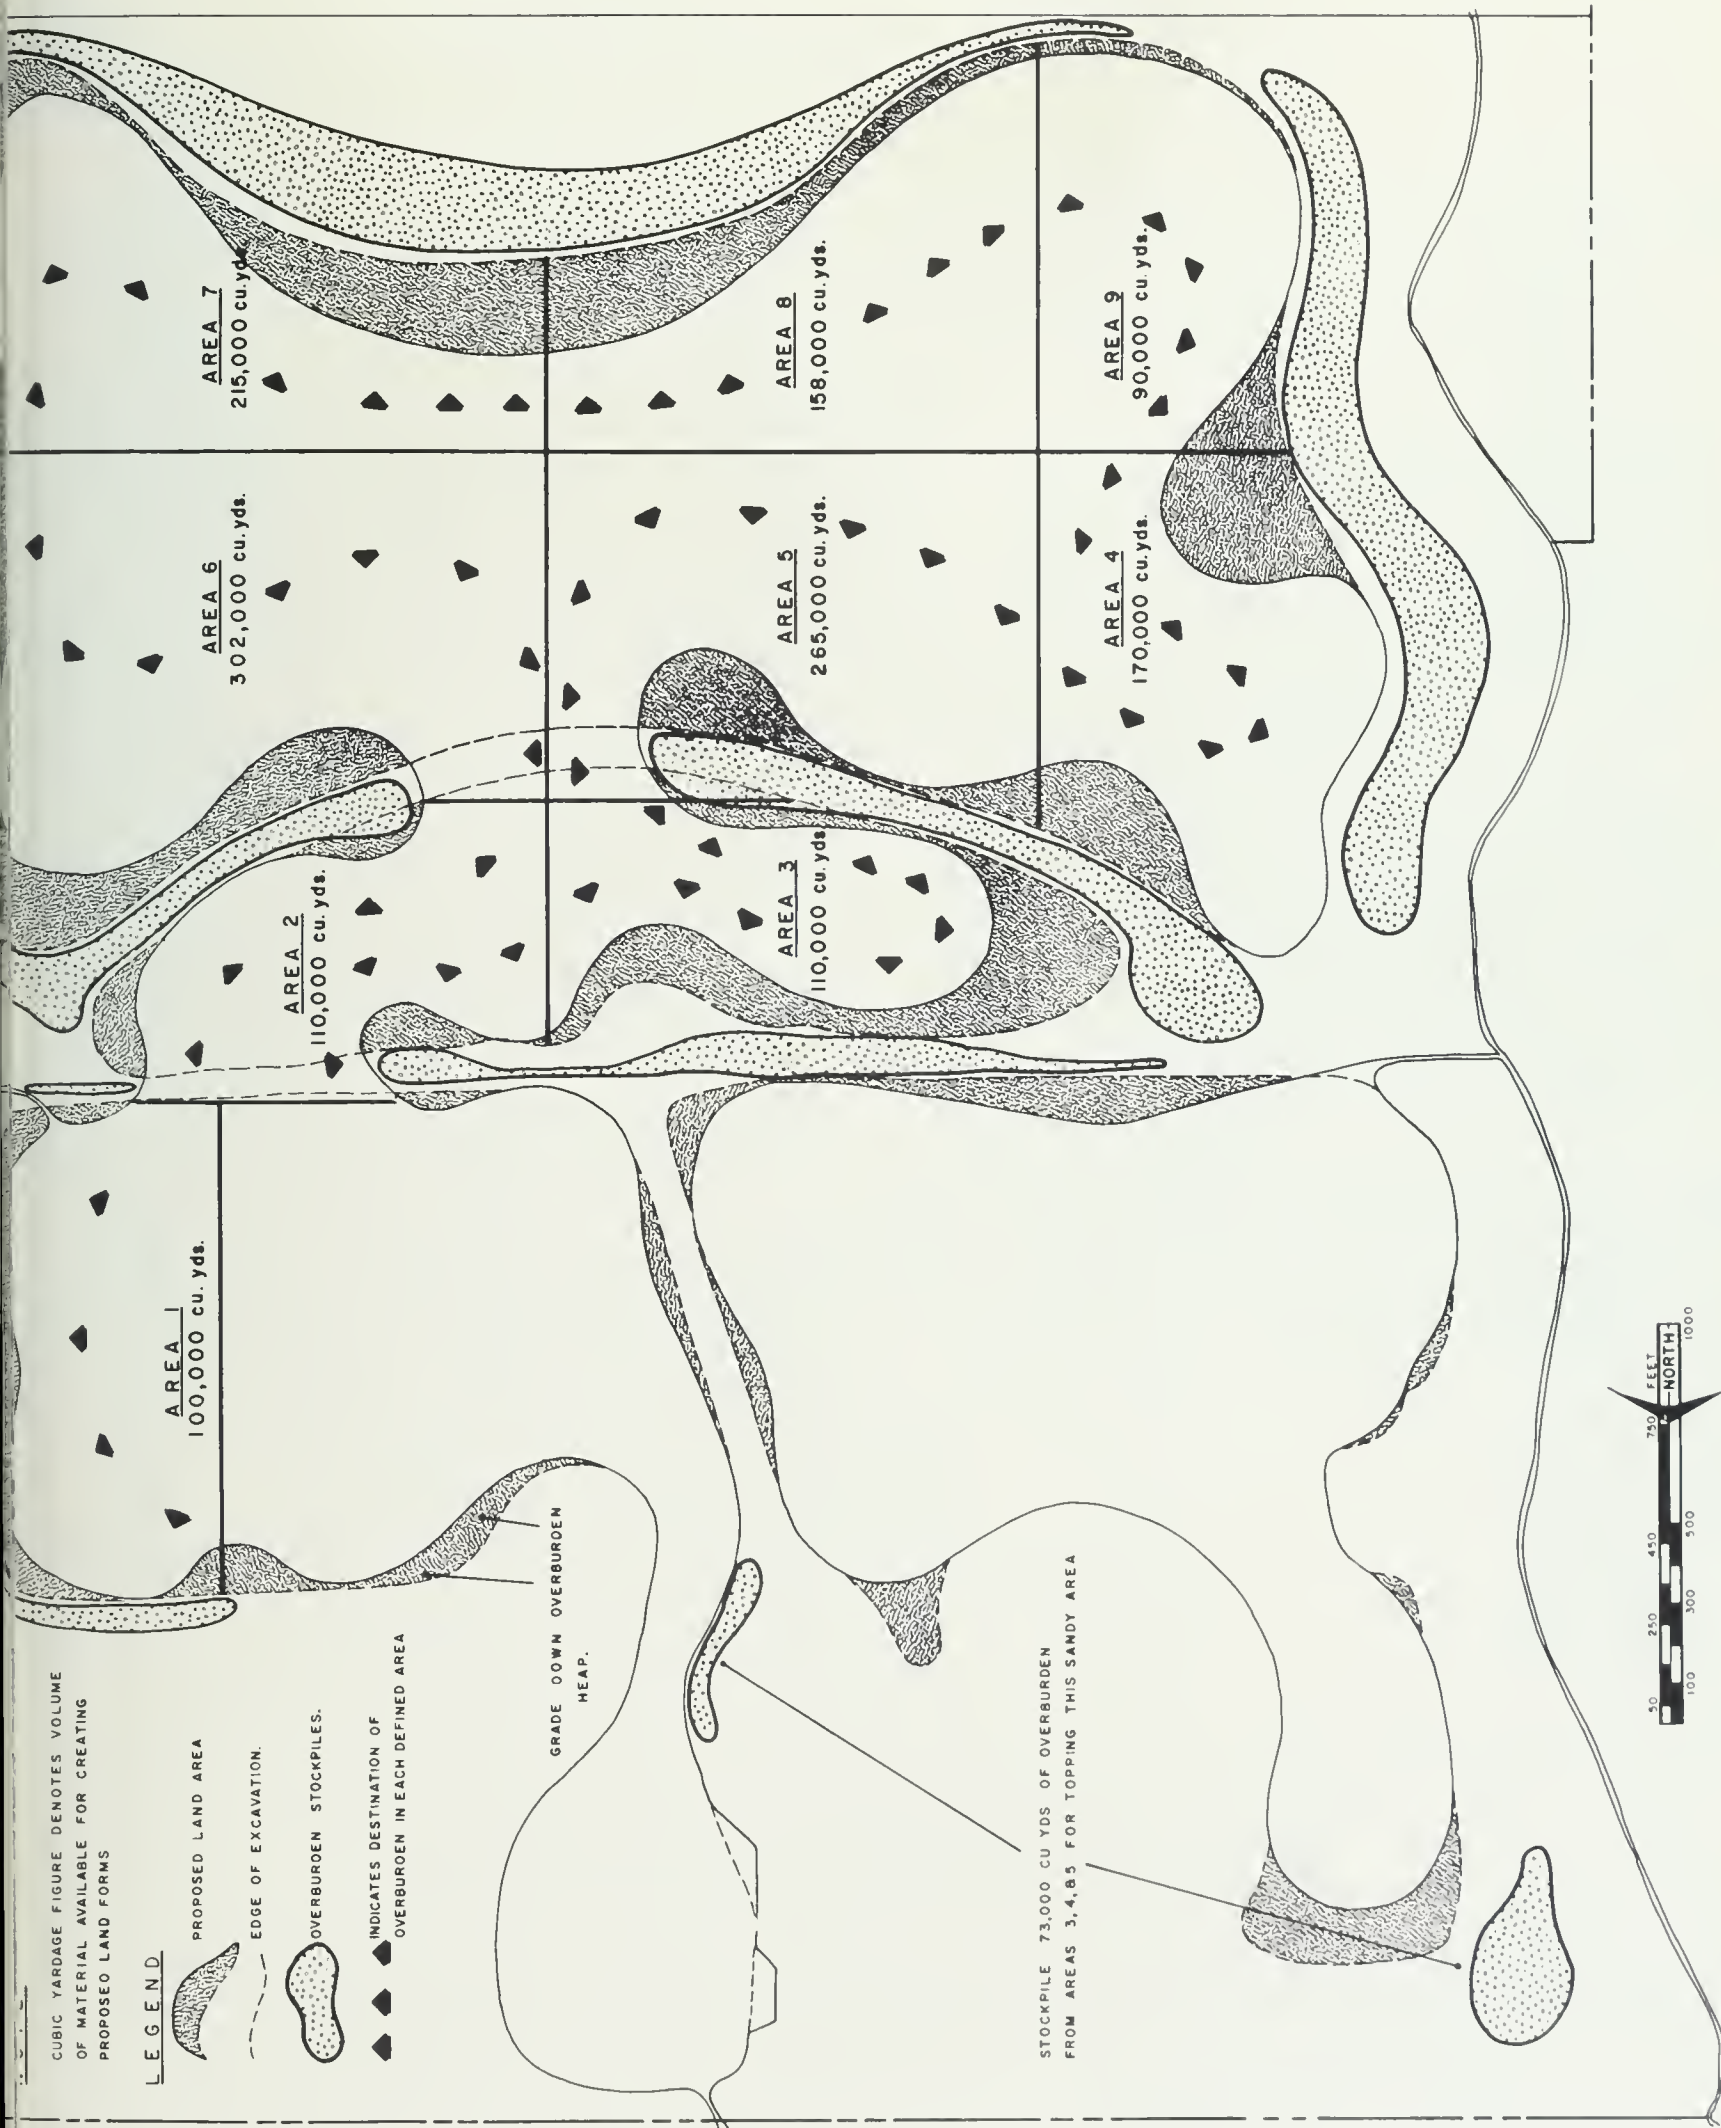 CUBIC YARDAGE FIGURE DENOTES VOLUME
OF MATERIAL AVAILABLE FOR CREATING
PROPOSED LAND FORMS
LEGEND
PROPOSED LAND AREA
EDGE OF EXCAVATION.
OVERBURDEN STOCKPILES.
INDICATES DESTINATION OF
OVERBURDEN IN EACH DEFINED AREA
AREA 1
100,000 cu. yds.
AREA 2
110,000 cu. yds.
AREA 6
302,000 cu. yds.
AREA 7
215,000 cu. yds
GRADE DOWN OVERBURDEN
HEAP.
AREA 3
110,000 cu. yds.
AREA 5
265,000 cu. yds.
AREA 8
158,000 cu. yds.
STOCKPILE 73,000 CU YDS OF OVERBURDEN
FROM AREAS 3,4,&5 FOR TOPPING THIS SANDY AREA
AREA 4
170,000 cu. yds.
AREA 9
90,000 cu. yds.
50 250 450 750 FEET
NORTH
100 300 500 1000